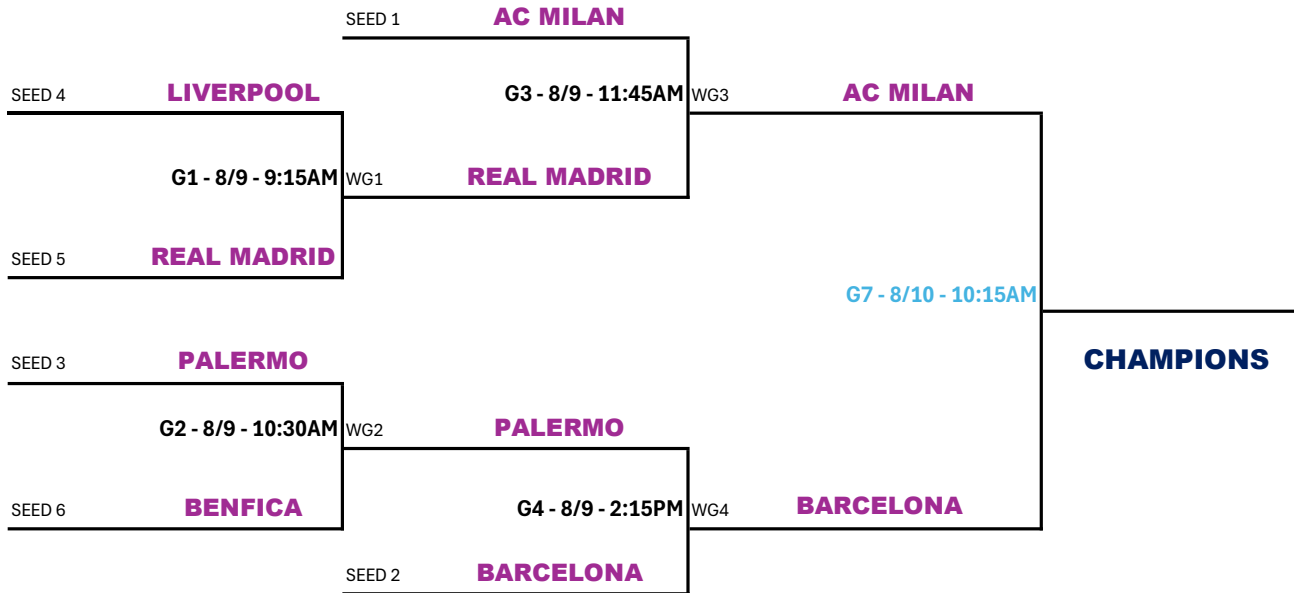 SEED 1 AC MILAN
SEED 4 LIVERPOOL
G3 - 8/9 - 11:45AM WG3 AC MILAN
G1 - 8/9 - 9:15AM WG1 REAL MADRID
SEED 5 REAL MADRID
G7 - 8/10 - 10:15AM
CHAMPIONS
SEED 3 PALERMO
G2 - 8/9 - 10:30AM WG2 PALERMO
SEED 6 BENFICA
G4 - 8/9 - 2:15PM WG4 BARCELONA
SEED 2 BARCELONA